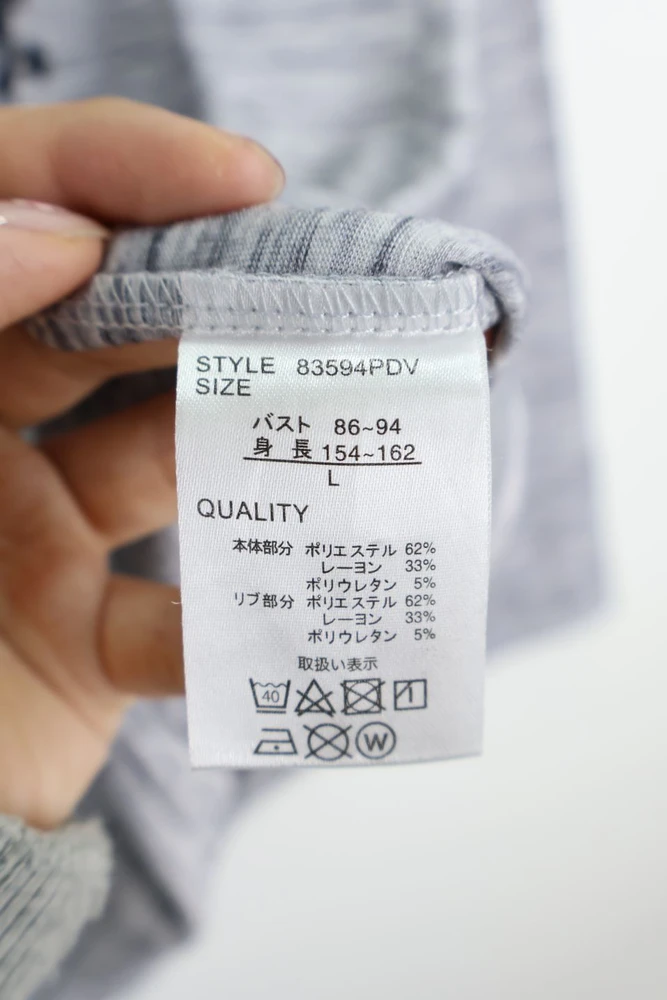 STYLE 83594PDV
SIZE
バスト 86~94
身長 154~162
L
QUALITY
本体部分 ポリエステル 62%
レーヨン 33%
ポリウレタン 5%
リブ部分 ポリエステル 62%
レーヨン 33%
ポリウレタン 5%
取扱い表示
40
W